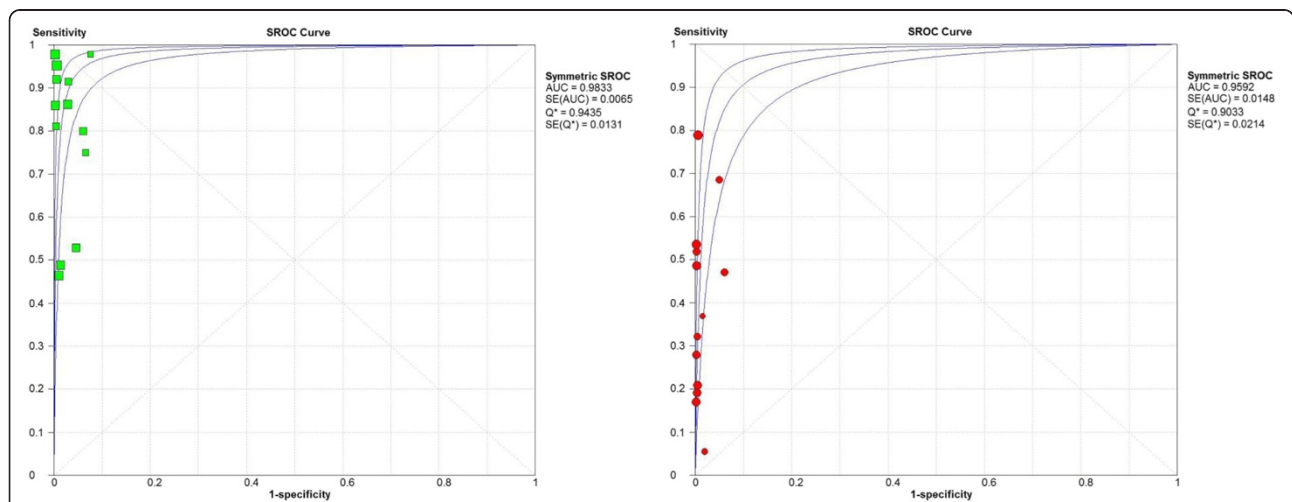 Sensitivity SROC Curve
1
0.9
0.8
0.7
0.6
0.5
0.4
0.3
0.2
0.1
0
0.2 0.4 0.6 0.8 1
1-specificity
Symmetric SROC
AUC = 0.9833
SE(AUC) = 0.0065
Q* = 0.9435
SE(Q*) = 0.0131
Sensitivity SROC Curve
1
0.9
0.8
0.7
0.6
0.5
0.4
0.3
0.2
0.1
0
0 0.2 0.4 0.6 0.8 1
1-specificity
Symmetric SROC
AUC = 0.9592
SE(AUC) = 0.0148
Q* = 0.9033
SE(Q*) = 0.0214